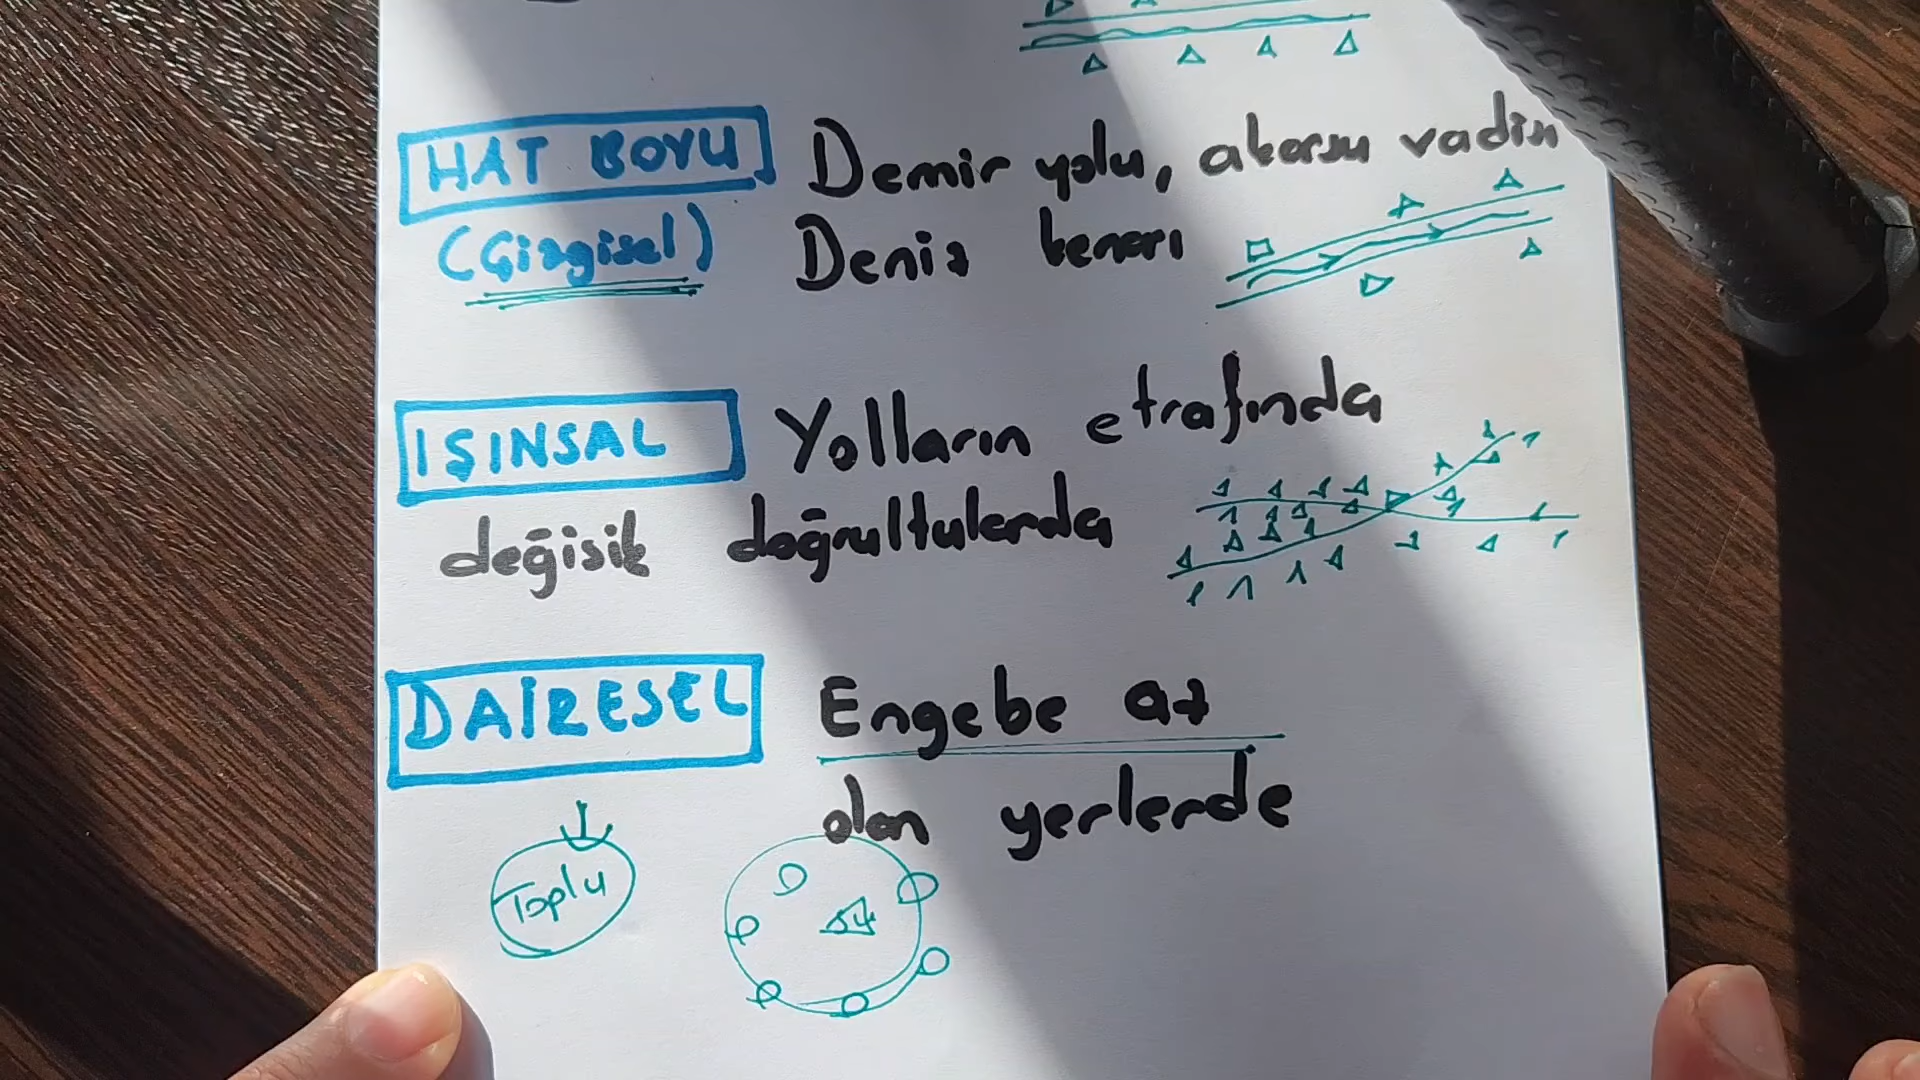 HAT BOYU Demir yolu, akarsu vadisi
(Çizgisel) Deniz kenarı
IŞINSAL Yolların etrafında
değişik doğrultularda
DAİRESEL Engebe az
olan yerlerde
Toplu
SU